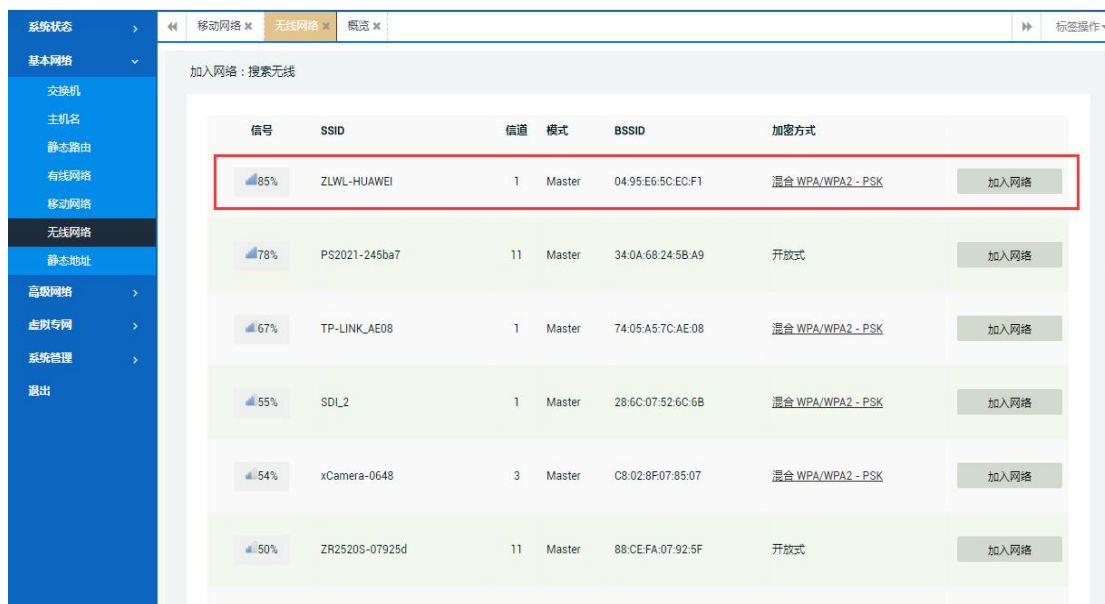 系统状态
移动网络 无线网络 概览 标签操作
基本网络
交换机
主机名
静态路由
有线网络
移动网络
无线网络
静态地址
高级网络
虚拟专网
系统管理
退出
加入网络：搜索无线
信号 SSID 信道 模式 BSSID 加密方式
85% ZLWL-HUAWEI 1 Master 04:95:E6:5C:EC:F1 混合 WPA/WPA2 - PSK 加入网络
78% PS2021-245ba7 11 Master 34:0A:68:24:5B:A9 开放式 加入网络
67% TP-LINK_AE08 1 Master 74:05:A5:7C:AE:08 混合 WPA/WPA2 - PSK 加入网络
55% SDI_2 1 Master 28:6C:07:52:6C:6B 混合 WPA/WPA2 - PSK 加入网络
54% xCamera-0648 3 Master C8:02:8F:07:85:07 混合 WPA/WPA2 - PSK 加入网络
50% ZR2520S-07925d 11 Master 88:CE:FA:07:92:5F 开放式 加入网络